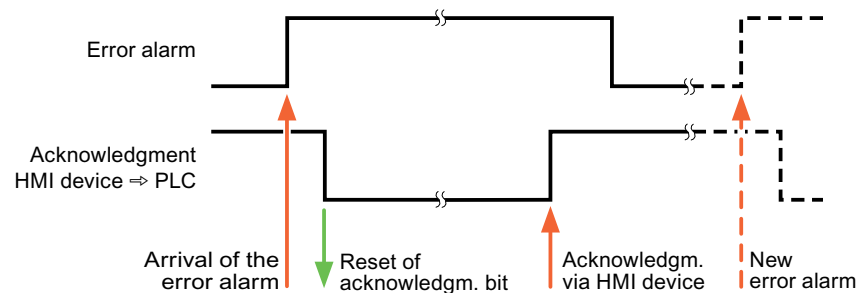 Error alarm
Acknowledgment
HMI device ⇨ PLC
Arrival of the
error alarm
Reset of
acknowledgm. bit
Acknowledgm.
via HMI device
New
error alarm